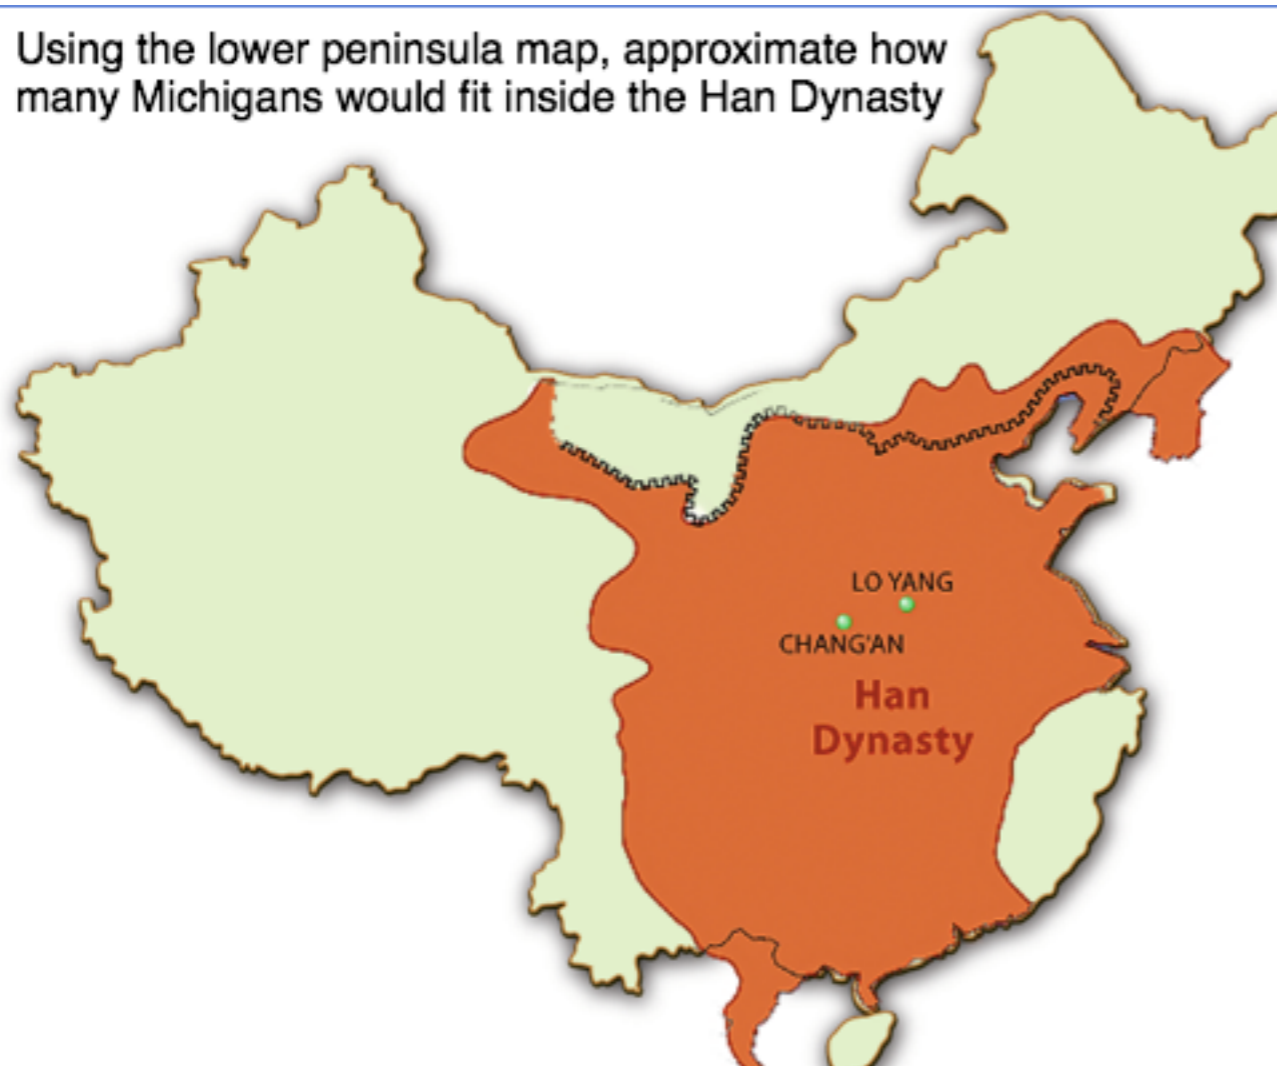 Using the lower peninsula map, approximate how
many Michigans would fit inside the Han Dynasty
LO YANG
CHANG'AN
Han
Dynasty